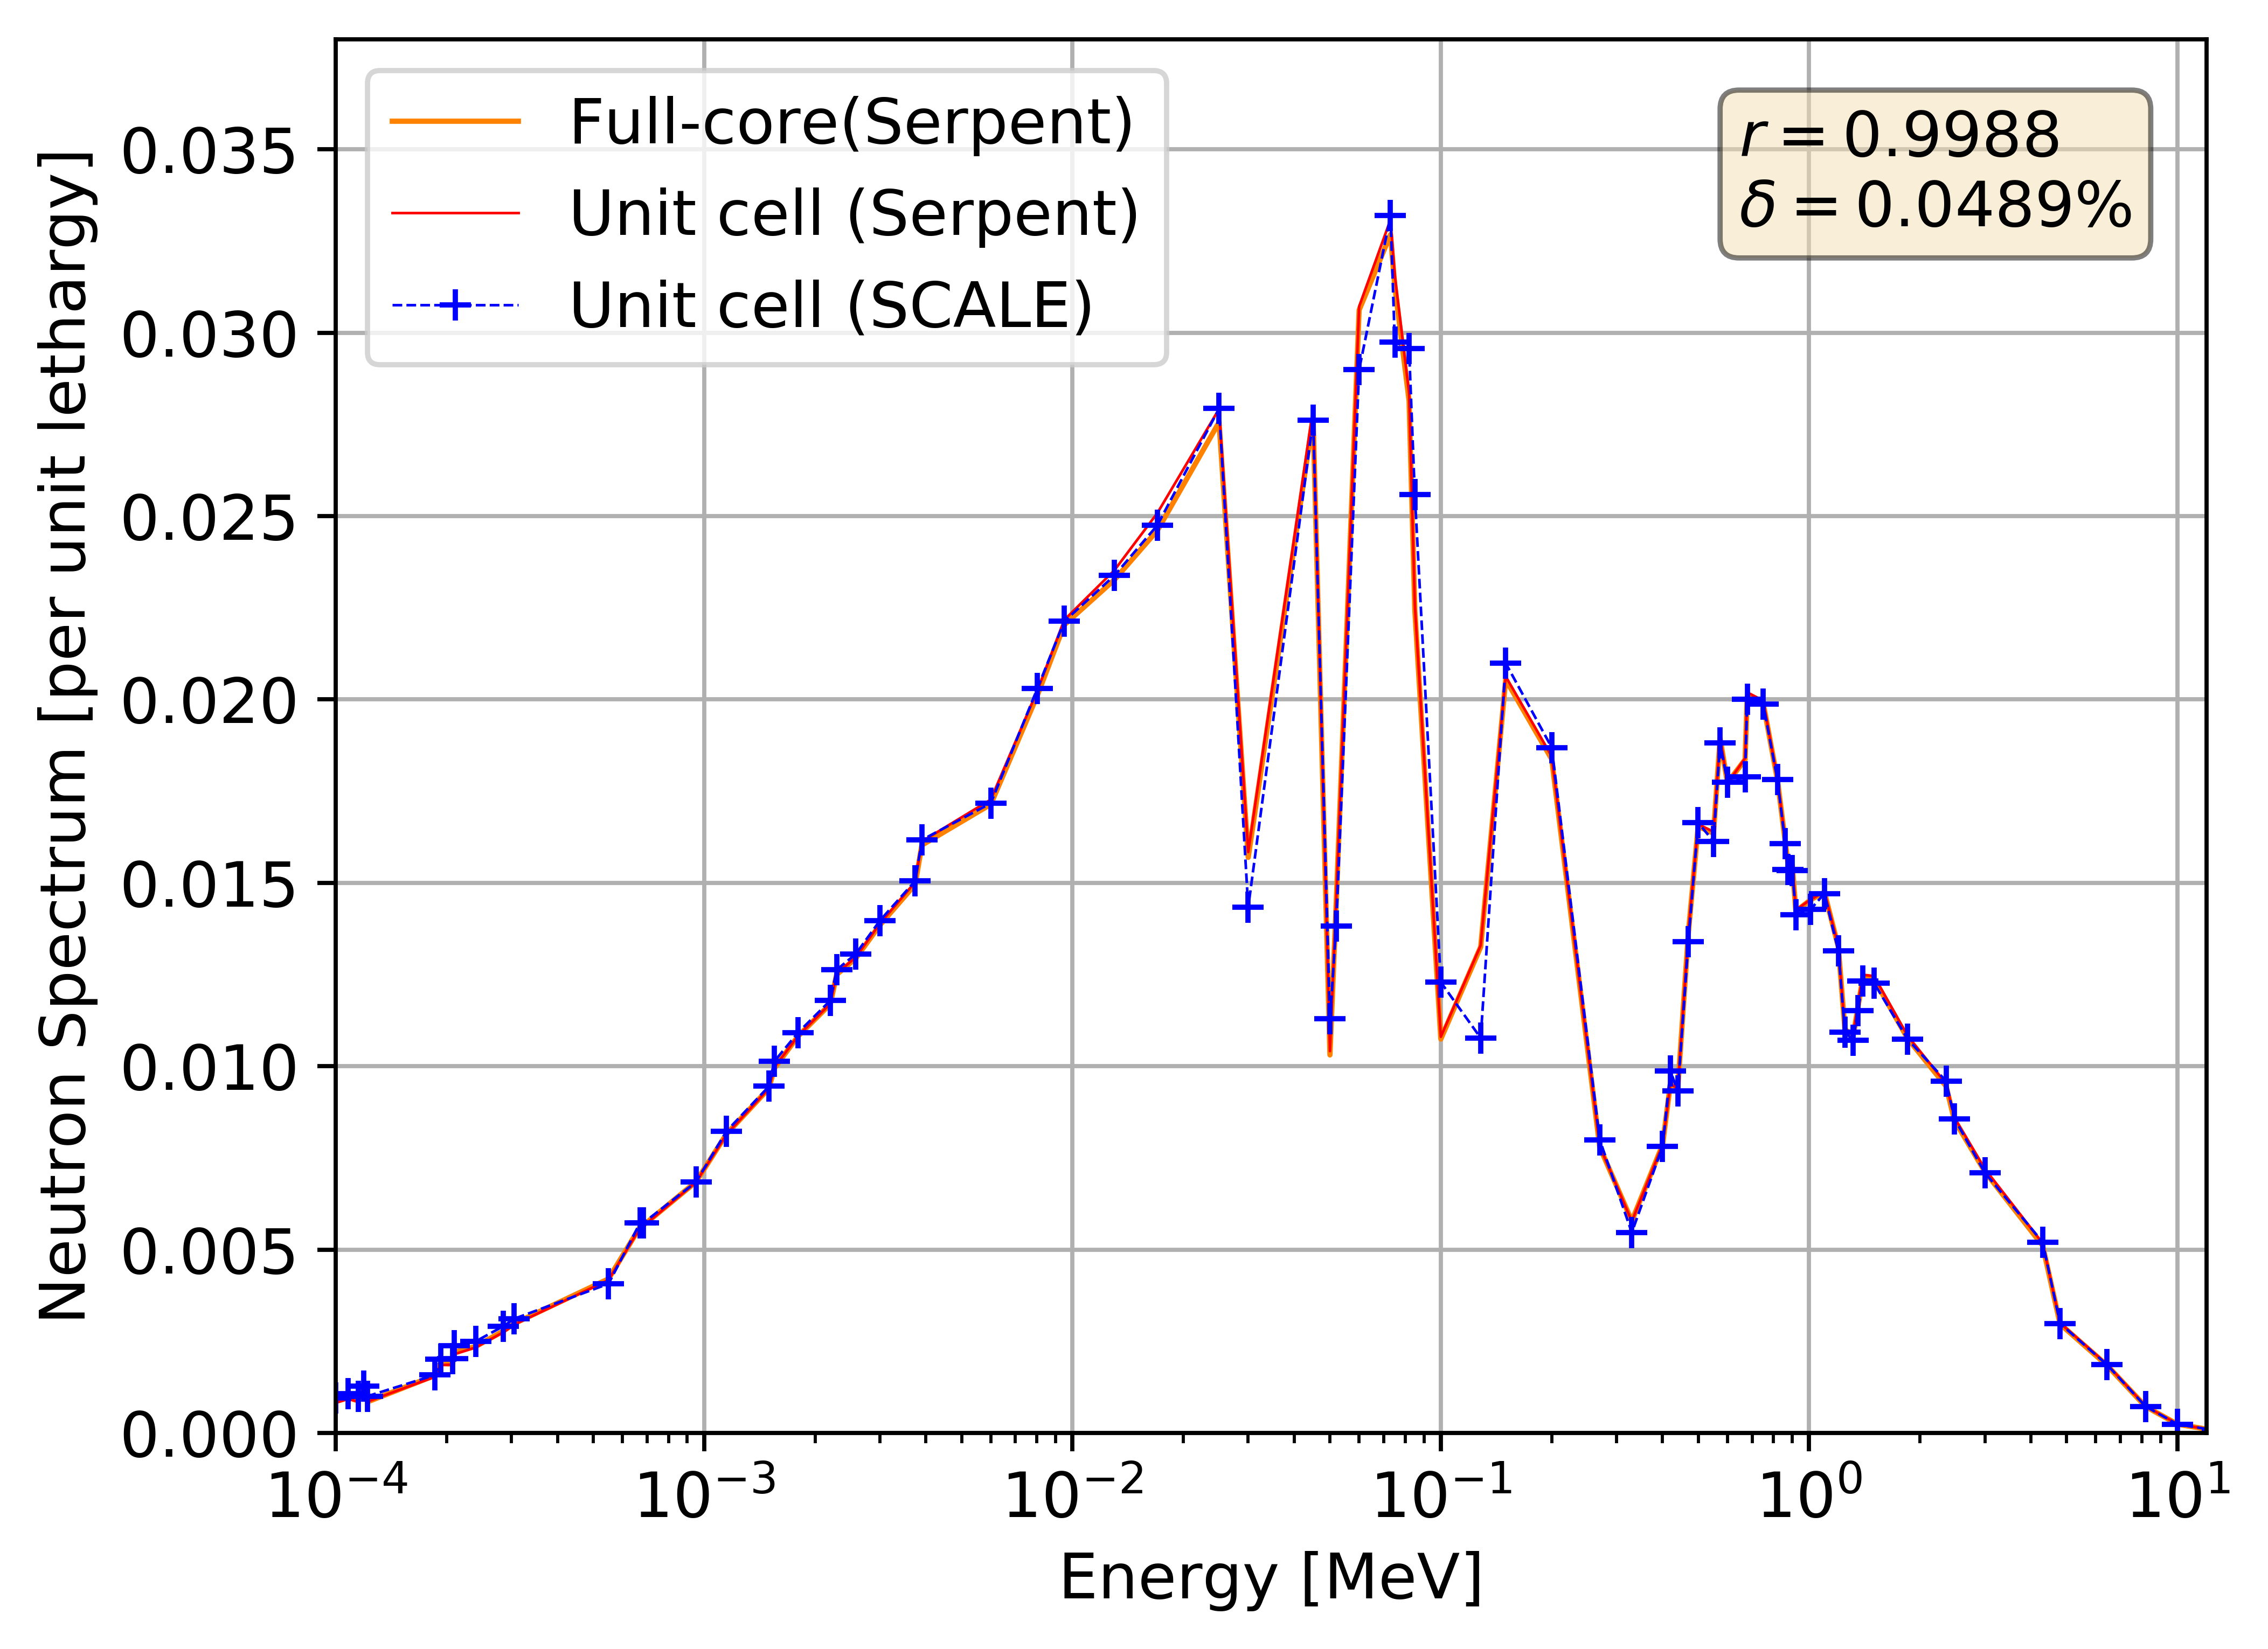 Full-core(Serpent)
Unit cell (Serpent)
Unit cell (SCALE)
r = 0.9988
δ = 0.0489%
Neutron Spectrum [per unit lethargy]
0.035
0.030
0.025
0.020
0.015
0.010
0.005
0.000
10⁻⁴ 10⁻³ 10⁻² 10⁻¹ 10⁰ 10¹
Energy [MeV]